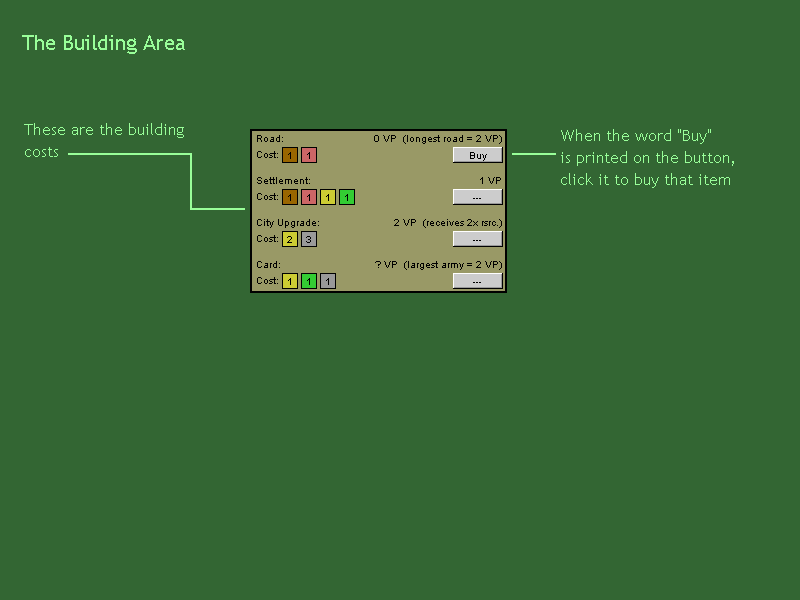 The Building Area
These are the building
costs
Road: 0 VP (longest road = 2 VP)
Cost: 1 1 Buy
Settlement: 1 VP
Cost: 1 1 1 1 ---
City Upgrade: 2 VP (receives 2x rsrc.)
Cost: 2 3 ---
Card: ? VP (largest army = 2 VP)
Cost: 1 1 1 ---
When the word "Buy"
is printed on the button,
click it to buy that item